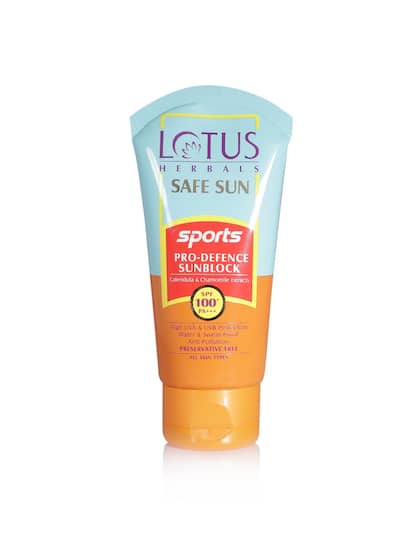 LOTUS
HERBALS
SAFE SUN
sports
PRO-DEFENCE
SUNBLOCK
Calendula & Chamomile Extracts
SPF
100+
PA+++
High UVA & UVB Protection
Water & Sweat Proof
Anti-Pollution
PRESERVATIVE FREE
ALL SKIN TYPES